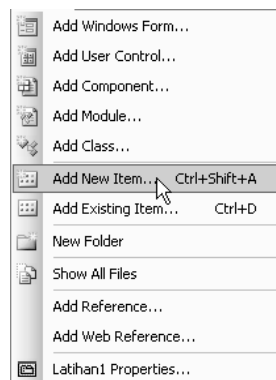 Add Windows Form...
Add User Control...
Add Component...
Add Module...
Add Class...
Add New Item... Ctrl+Shift+A
Add Existing Item... Ctrl+D
New Folder
Show All Files
Add Reference...
Add Web Reference...
Latihan1 Properties...